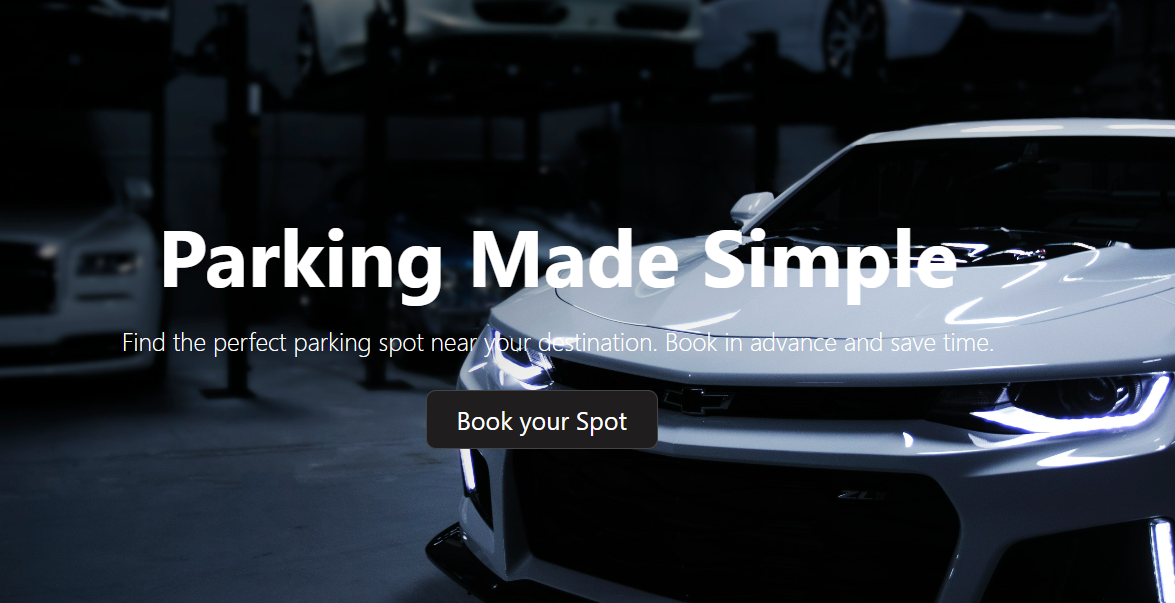 Parking Made Simple
Find the perfect parking spot near your destination. Book in advance and save time.
Book your Spot